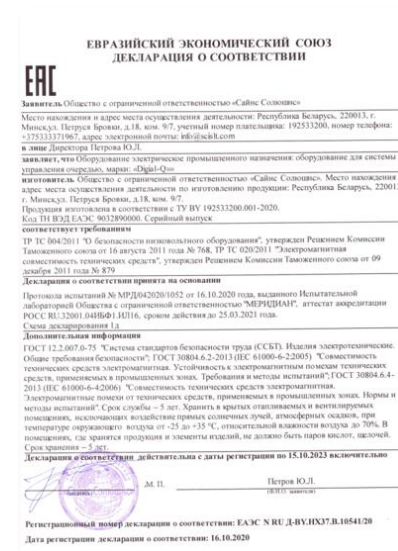 ЕВРАЗИЙСКИЙ ЭКОНОМИЧЕСКИЙ СОЮЗ
ДЕКЛАРАЦИЯ О СООТВЕТСТВИИ
ЕАС
Заявитель Общество с ограниченной ответственностью «Сайнс Солюшнс»
Место нахождения и адрес места осуществления деятельности: Республика Беларусь, 220013, г.
Минск,ул. Петруся Бровки, д.18, ком. 9/7, учетный номер плательщика: 192533200, номер телефона:
+375333371967, адрес электронной почты: info@scislt.com
в лице Директора Петрова Ю.Л.
заявляет, что Оборудование электрическое промышленного назначения: оборудование для системы
управления очередью, марки: «Digial-Qs»
изготовитель Общество с ограниченной ответственностью «Сайнс Солюшнс». Место нахождения и
адрес места осуществления деятельности по изготовлению продукции: Республика Беларусь, 220013,
г. Минск,ул. Петруся Бровки, д.18, ком. 9/7.
Продукция изготовлена в соответствии с ТУ BY 192533200.001-2020.
Код ТН ВЭД ЕАЭС 9032890000. Серийный выпуск
соответствует требованиям
ТР ТС 004/2011 "О безопасности низковольтного оборудования", утвержден Решением Комиссии
Таможенного союза от 16 августа 2011 года № 768, ТР ТС 020/2011 "Электромагнитная
совместимость технических средств", утвержден Решением Комиссии Таможенного союза от 09
декабря 2011 года № 879
Декларация о соответствии принята на основании
Протокола испытаний № МРД/042020/1052 от 16.10.2020 года, выданного Испытательной
лабораторией Общества с ограниченной ответственностью "МЕРИДИАН", аттестат аккредитации
РОСС RU.32001.04ИБФ1.ИЛ16, сроком действия до 25.03.2021 года.
Схема декларирования 1д
Дополнительная информация
ГОСТ 12.2.007.0-75 "Система стандартов безопасности труда (ССБТ). Изделия электротехнические.
Общие требования безопасности"; ГОСТ 30804.6.2-2013 (IEC 61000-6-2:2005) "Совместимость
технических средств электромагнитная. Устойчивость к электромагнитным помехам технических
средств, применяемых в промышленных зонах. Требования и методы испытаний"; ГОСТ 30804.6.4-
2013 (IEC 61000-6-4:2006) "Совместимость технических средств электромагнитная.
Электромагнитные помехи от технических средств, применяемых в промышленных зонах. Нормы и
методы испытаний". Срок службы – 5 лет. Хранить в крытых отапливаемых и вентилируемых
помещениях, исключающих воздействие прямых солнечных лучей, атмосферных осадков, при
температуре окружающего воздуха от -25 до +35 °С, относительной влажности воздуха до 70%. В
помещениях, где хранятся продукция и элементы изделий, не должно быть паров кислот, щелочей.
Срок хранения – 5 лет.
Декларация о соответствии действительна с даты регистрации по 15.10.2023 включительно
М. П.
Петров Ю.Л.
(Ф.И.О. заявителя)
Регистрационный номер декларации о соответствии: ЕАЭС N RU Д-BY.НХ37.В.10541/20
Дата регистрации декларации о соответствии: 16.10.2020